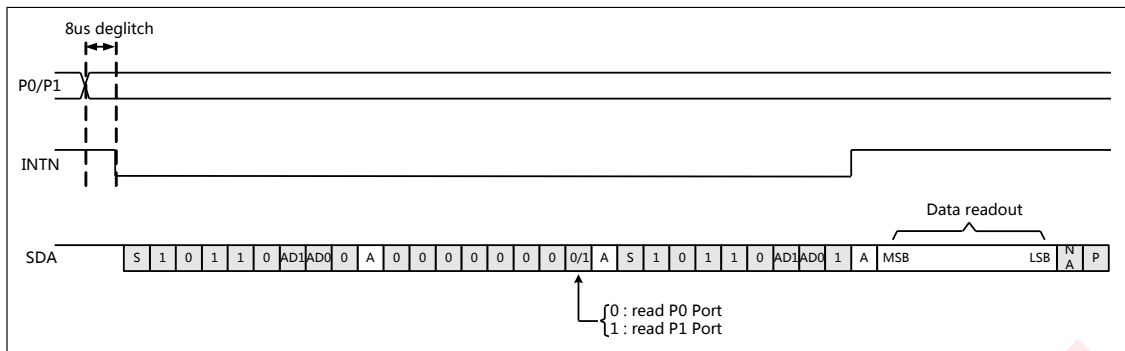 8us deglitch
P0/P1
INTN
Data readout
SDA S 1 0 1 1 0 AD1 AD0 0 A 0 0 0 0 0 0 0 0/1 A S 1 0 1 1 0 AD1 AD0 1 A MSB LSB N A P
0 : read P0 Port
1 : read P1 Port